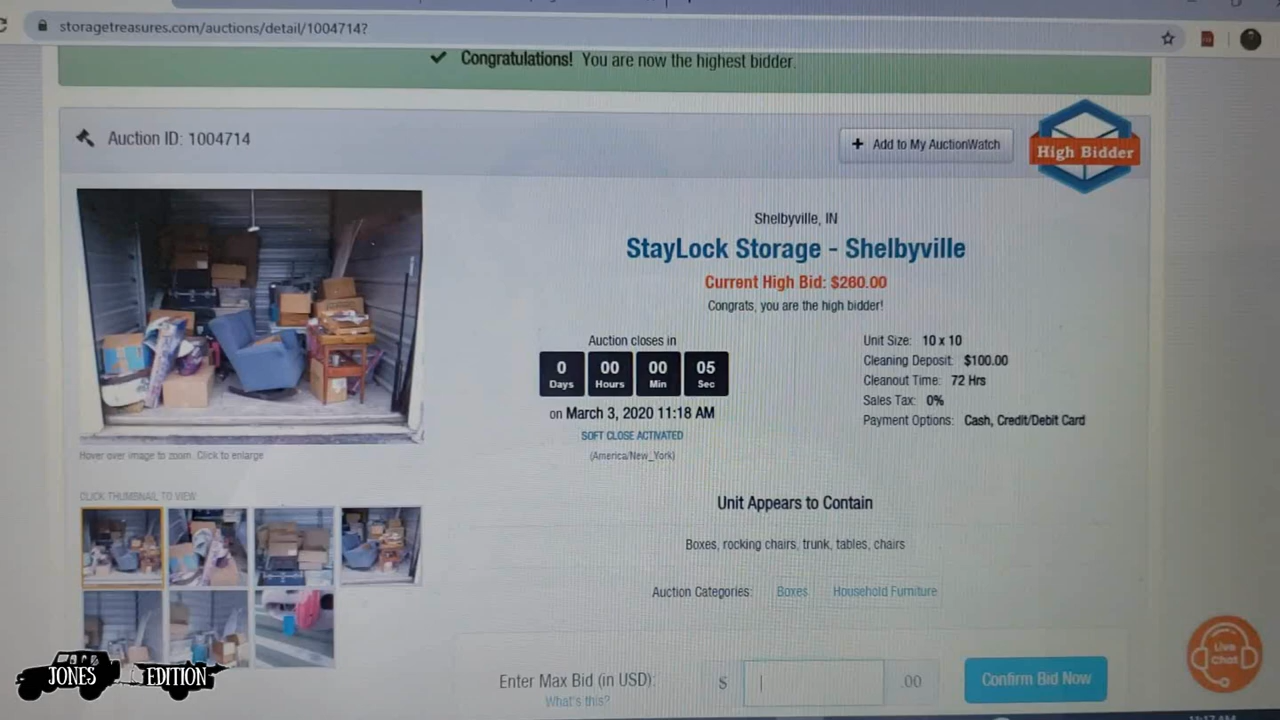 storagetreasures.com/auctions/detail/1004714?
Congratulations! You are now the highest bidder.
Auction ID: 1004714
+ Add to My AuctionWatch
High Bidder
Shelbyville, IN
StayLock Storage - Shelbyville
Current High Bid: $260.00
Congrats, you are the high bidder!
Auction closes in
0 00 00 05
Days Hours Min Sec
on March 3, 2020 11:18 AM
SOFT CLOSE ACTIVATED
(America/New_York)
Unit Size: 10 x 10
Cleaning Deposit: $100.00
Cleanout Time: 72 Hrs
Sales Tax: 0%
Payment Options: Cash, Credit/Debit Card
Hover over image to zoom. Click to enlarge
CLICK THUMBNAIL TO VIEW
Unit Appears to Contain
Boxes, rocking chairs, trunk, tables, chairs
Auction Categories: Boxes Household Furniture
Enter Max Bid (in USD): $ .00 Confirm Bid Now
What's this?
Live Chat
JONES EDITION